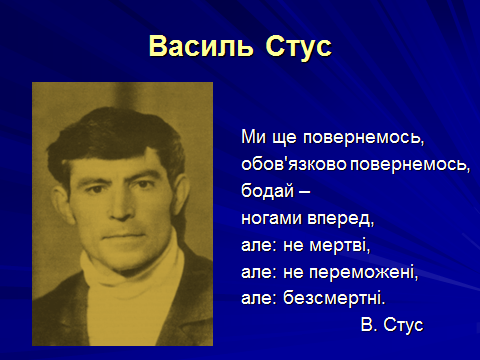 Василь Стус
Ми ще повернемось,
обов'язково повернемось,
бодай –
ногами вперед,
але: не мертві,
але: не переможені,
але: безсмертні.
В. Стус